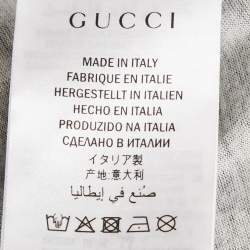 GUCCI
MADE IN ITALY
FABRIQUE EN ITALIE
HERGESTELLT IN ITALIEN
HECHO EN ITALIA
PRODUZIDO NA ITALIA
СДЕЛАНО В ИТАЛИИ
イタリア製
产地:意大利
صُنع في إيطاليا